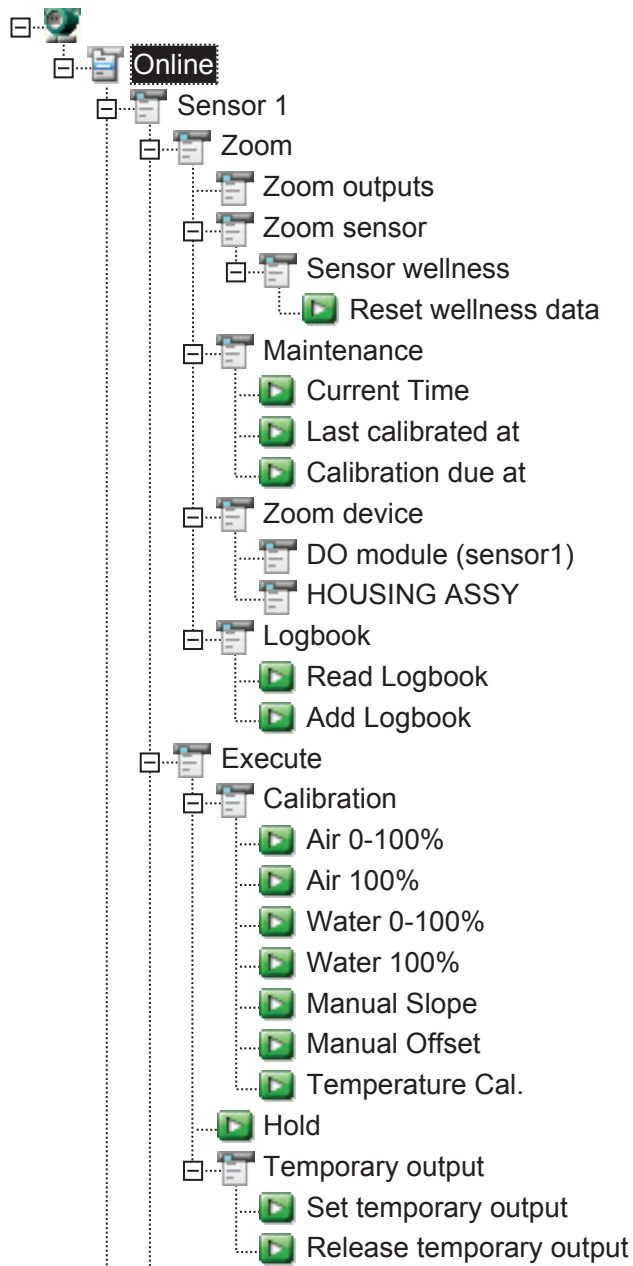 Online
Sensor 1
Zoom
Zoom outputs
Zoom sensor
Sensor wellness
Reset wellness data
Maintenance
Current Time
Last calibrated at
Calibration due at
Zoom device
DO module (sensor1)
HOUSING ASSY
Logbook
Read Logbook
Add Logbook
Execute
Calibration
Air 0-100%
Air 100%
Water 0-100%
Water 100%
Manual Slope
Manual Offset
Temperature Cal.
Hold
Temporary output
Set temporary output
Release temporary output